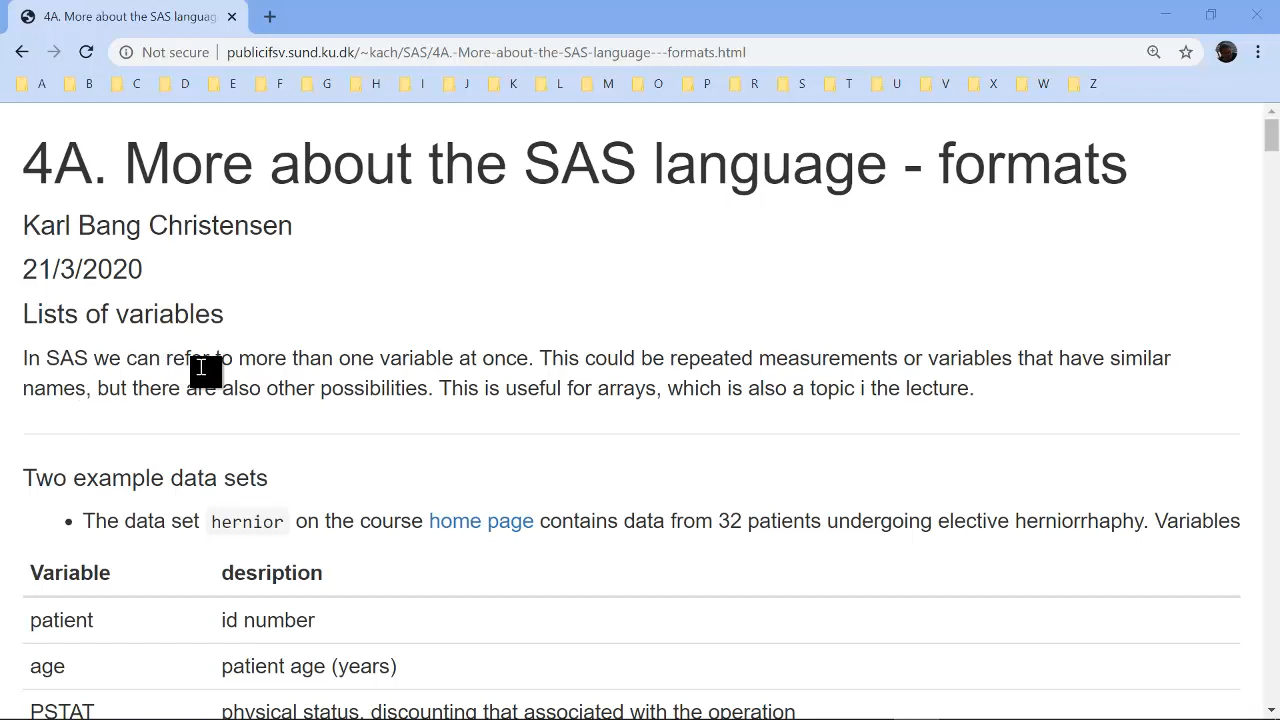 4A. More about the SAS languag
Not secure | publicifsv.sund.ku.dk/~kach/SAS/4A.-More-about-the-SAS-language---formats.html
A B C D E F G H I J K L M O P R S T U V X W Z
4A. More about the SAS language - formats
Karl Bang Christensen
21/3/2020
Lists of variables
In SAS we can refer to more than one variable at once. This could be repeated measurements or variables that have similar
names, but there are also other possibilities. This is useful for arrays, which is also a topic i the lecture.
Two example data sets
• The data set hernior on the course home page contains data from 32 patients undergoing elective herniorrhaphy. Variables
Variable desription
patient id number
age patient age (years)
PSTAT physical status, discounting that associated with the operation